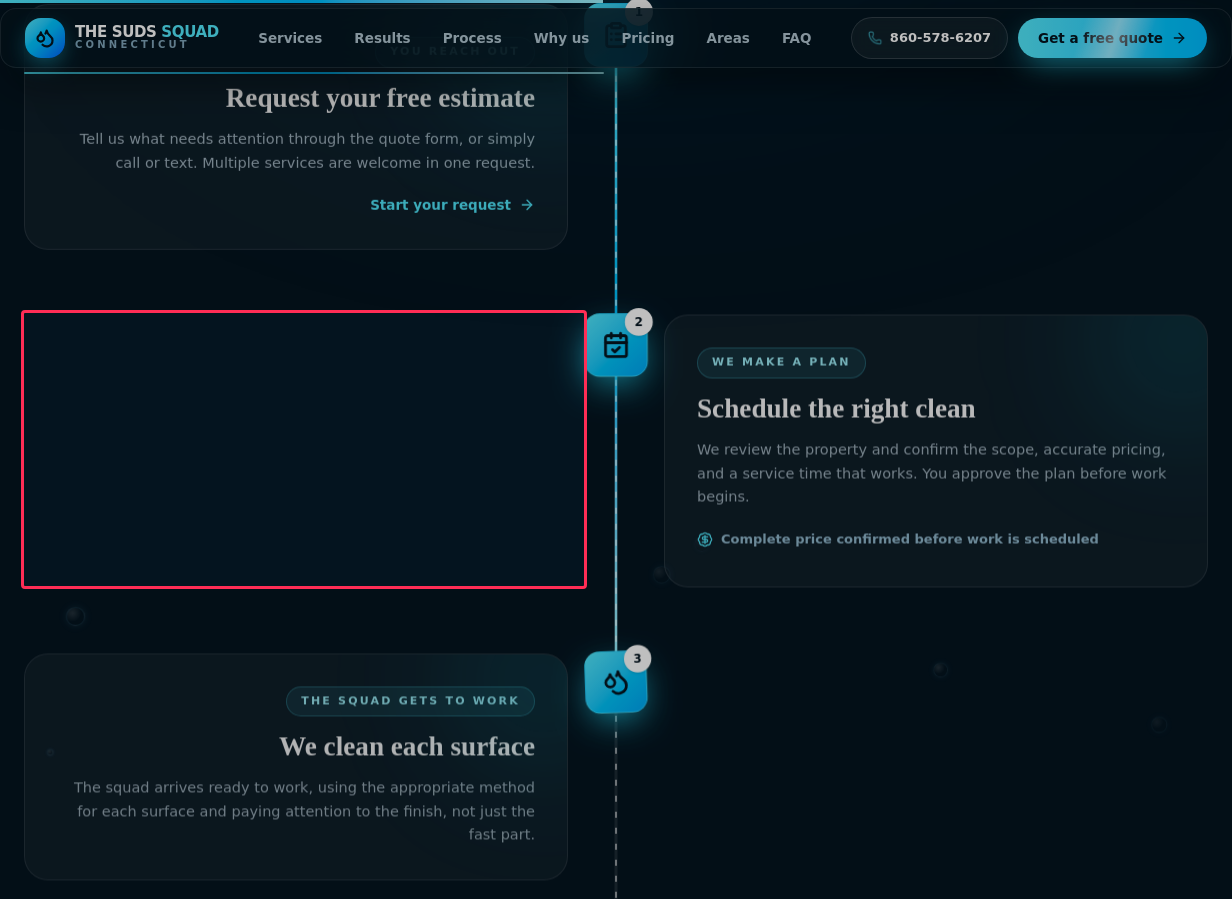 THE SUDS SQUAD
CONNECTICUT
Services
Results
Process
Why us
Pricing
Areas
FAQ
860-578-6207
Get a free quote
1
YOU REACH OUT
Request your free estimate
Tell us what needs attention through the quote form, or simply
call or text. Multiple services are welcome in one request.
Start your request
2
WE MAKE A PLAN
Schedule the right clean
We review the property and confirm the scope, accurate pricing,
and a service time that works. You approve the plan before work
begins.
Complete price confirmed before work is scheduled
3
THE SQUAD GETS TO WORK
We clean each surface
The squad arrives ready to work, using the appropriate method
for each surface and paying attention to the finish, not just the
fast part.